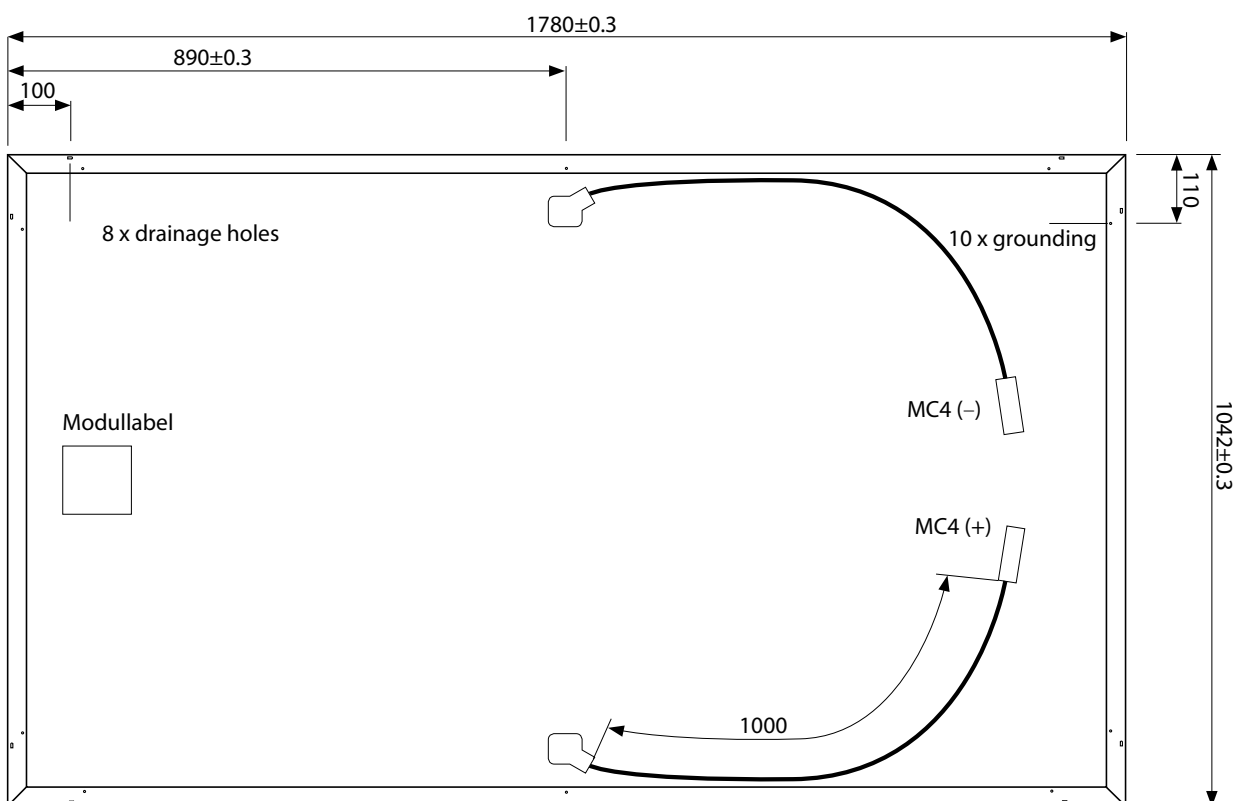 1780±0.3
890±0.3
100
110
8 x drainage holes
10 x grounding
Modullabel
MC4 (–)
1042±0.3
MC4 (+)
1000